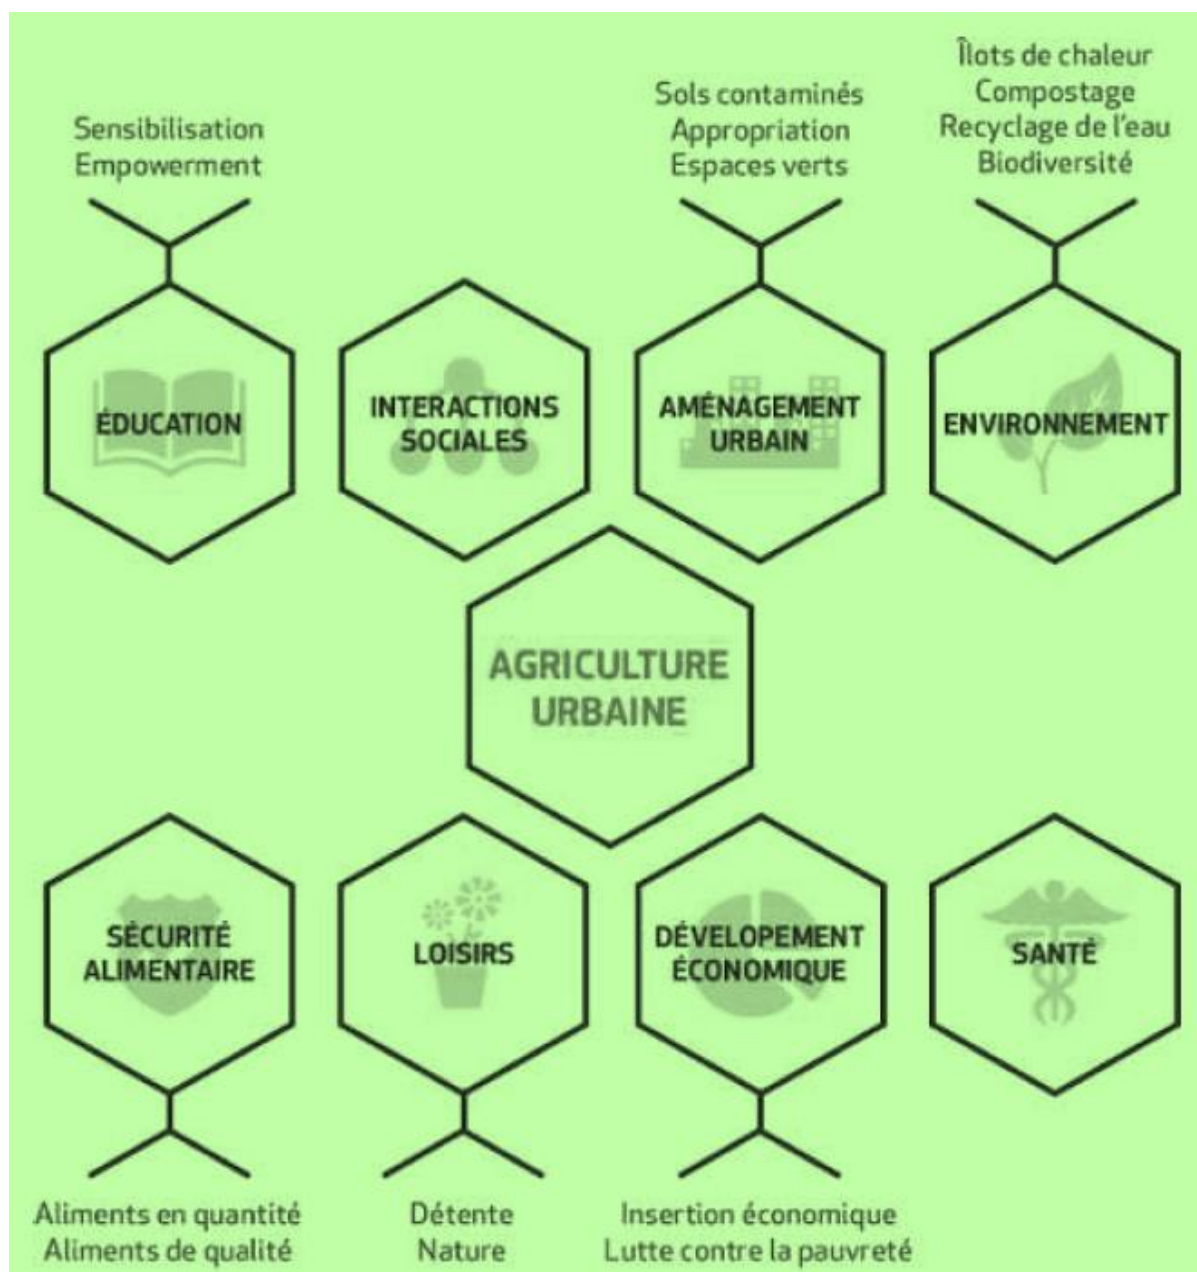 Sensibilisation
Empowerment
Sols contaminés
Appropriation
Espaces verts
Îlots de chaleur
Compostage
Recyclage de l'eau
Biodiversité
ÉDUCATION
INTERACTIONS
SOCIALES
AMÉNAGEMENT
URBAIN
ENVIRONNEMENT
AGRICULTURE
URBAINE
SÉCURITÉ
ALIMENTAIRE
LOISIRS
DÉVELOPEMENT
ÉCONOMIQUE
SANTÉ
Aliments en quantité
Aliments de qualité
Détente
Nature
Insertion économique
Lutte contre la pauvreté